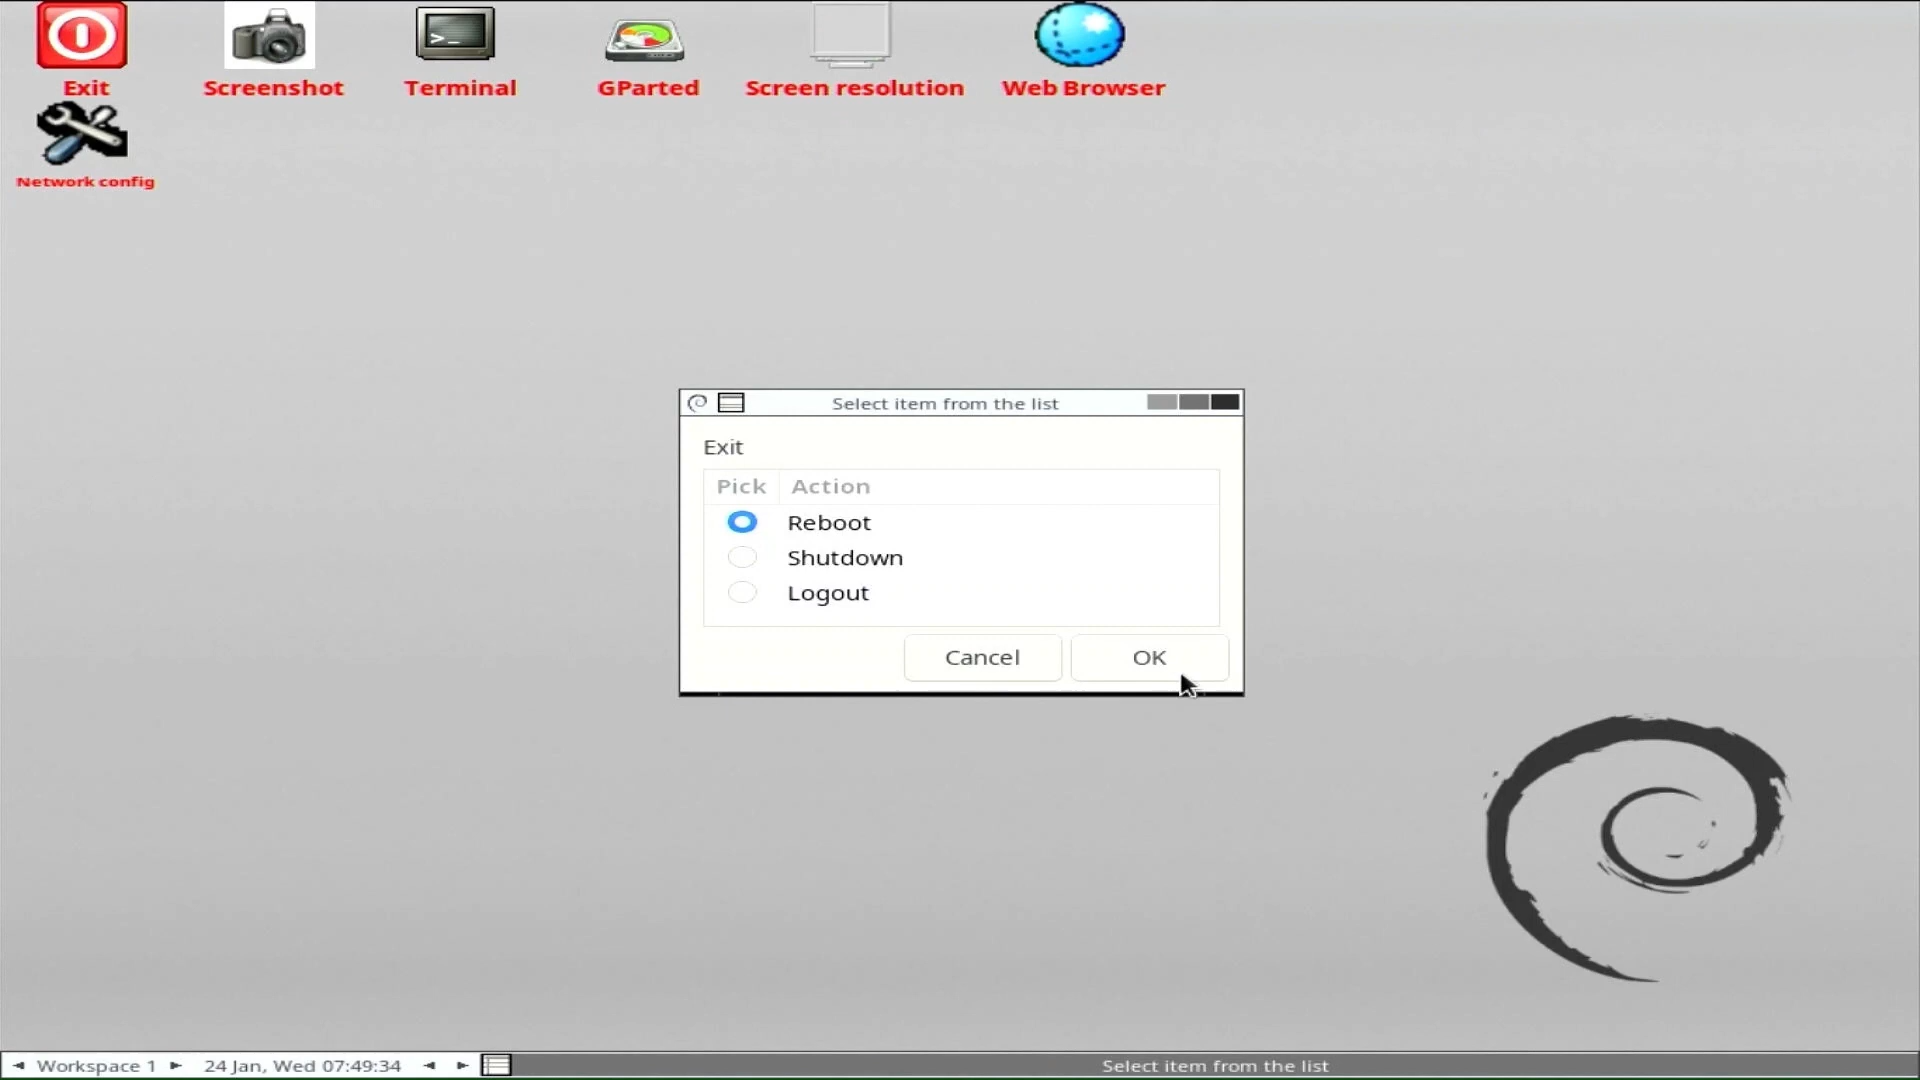 Exit
Screenshot
Terminal
GParted
Screen resolution
Web Browser
>_
Network config
Select item from the list
Exit
Pick Action
Reboot
Shutdown
Logout
Cancel OK
Workspace 1 24 Jan, Wed 07:49:34 Select item from the list